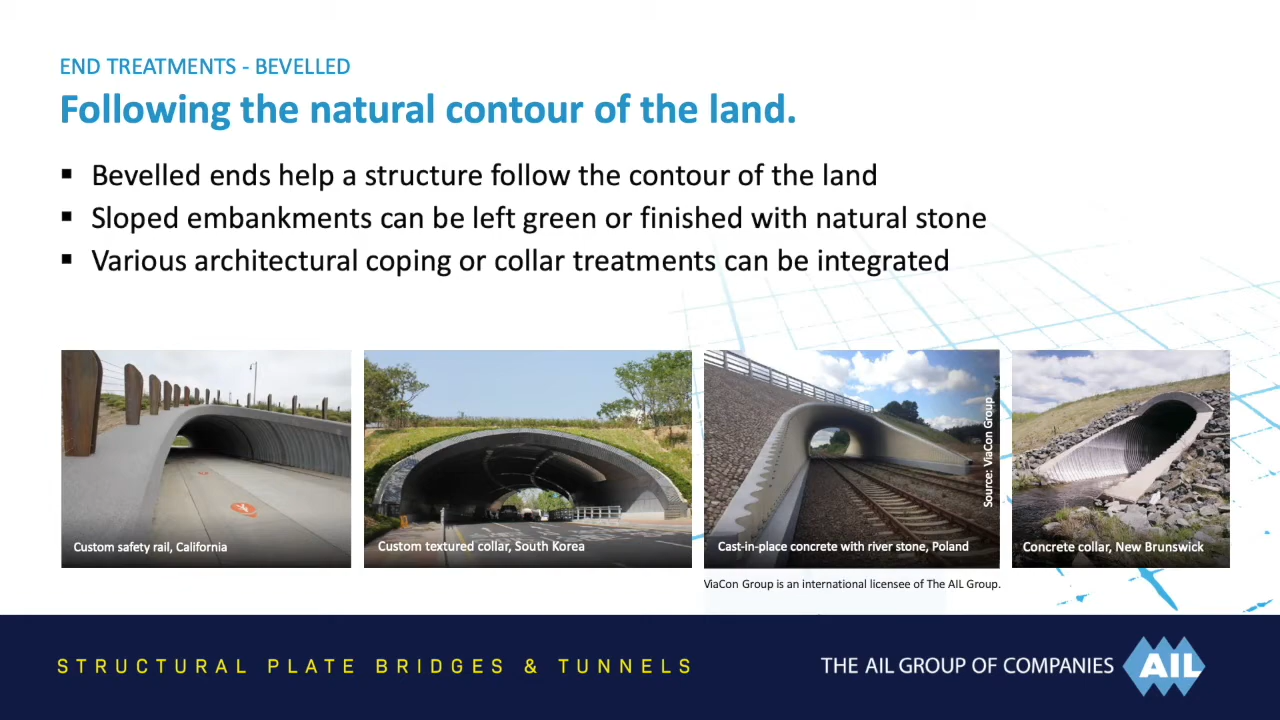 END TREATMENTS - BEVELLED
Following the natural contour of the land.
▪ Bevelled ends help a structure follow the contour of the land
▪ Sloped embankments can be left green or finished with natural stone
▪ Various architectural coping or collar treatments can be integrated
Custom safety rail, California
Custom textured collar, South Korea
Source: ViaCon Group
Cast-in-place concrete with river stone, Poland
Concrete collar, New Brunswick
ViaCon Group is an international licensee of The AIL Group.
STRUCTURAL PLATE BRIDGES & TUNNELS
THE AIL GROUP OF COMPANIES
AIL